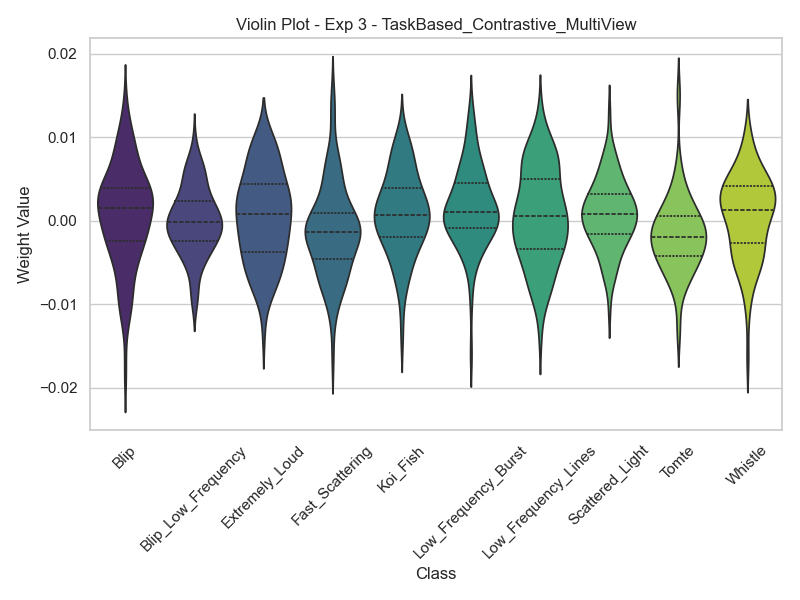 Violin Plot - Exp 3 - TaskBased_Contrastive_MultiView
0.02
0.01
0.00
−0.01
−0.02
Weight Value
Blip
Blip_Low_Frequency
Extremely_Loud
Fast_Scattering
Koi_Fish
Low_Frequency_Burst
Low_Frequency_Lines
Scattered_Light
Tomte
Whistle
Class